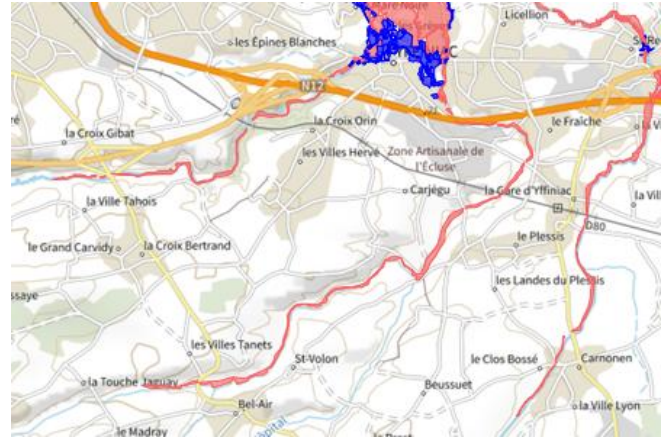 Licellion
les Épines Blanches
C
N12
la Croix Gibat
la Croix Orin
le Fraîche
les Villes Hervé
Zone Artisanale de
l'Écluse
Carjégu
la Gare d'Yffiniac
la Ville Tahois
D80
le Grand Carvidy
la Croix Bertrand
le Plessis
ssaye
les Landes du Plessis
les Villes Tanets
St-Volon
le Clos Bossé
Carnonen
la Touche Jaguay
Beussuet
Bel-Air
la Ville Lyon
le Madray